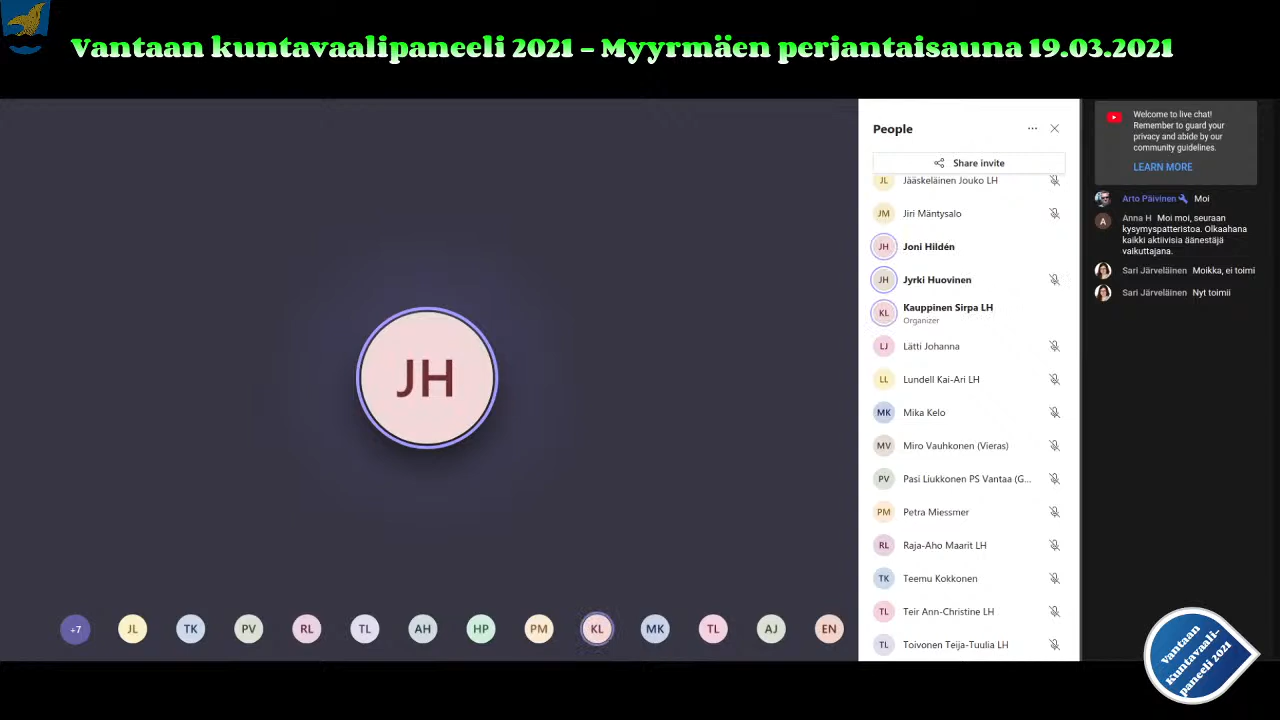 Vantaan kuntavaalipaneeli 2021 – Myyrmäen perjantaisauna 19.03.2021
JH
+7
JL
TK
PV
RL
TL
AH
HP
PM
KL
MK
TL
AJ
EN
People
Share invite
JL Jääskeläinen Jouko LH
JM Jiri Mäntysalo
JH Joni Hildén
JH Jyrki Huovinen
KL Kauppinen Sirpa LH
Organizer
LJ Lätti Johanna
LL Lundell Kai-Ari LH
MK Mika Kelo
MV Miro Vauhkonen (Vieras)
PV Pasi Liukkonen PS Vantaa (G...
PM Petra Miessmer
RL Raja-Aho Maarit LH
TK Teemu Kokkonen
TL Teir Ann-Christine LH
TL Toivonen Teija-Tuulia LH
Welcome to live chat!
Remember to guard your
privacy and abide by our
community guidelines.
LEARN MORE
Arto Päivinen Moi
A Anna H Moi moi, seuraan
kysymyspatteristoa. Olkaahana
kaikki aktiivisia äänestäjä
vaikuttajana.
Sari Järveläinen Moikka, ei toimi
Sari Järveläinen Nyt toimii
Vantaan
Kuntavaali-
paneeli 2021